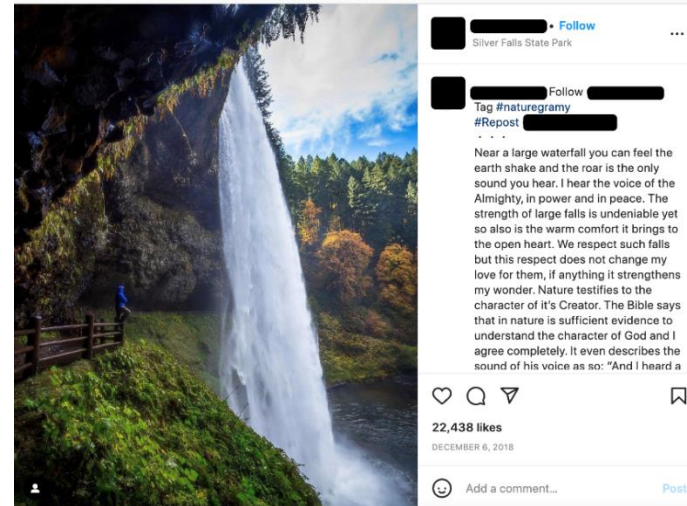 • Follow
Silver Falls State Park
Follow
Tag #naturegramy
#Repost
Near a large waterfall you can feel the
earth shake and the roar is the only
sound you hear. I hear the voice of the
Almighty, in power and in peace. The
strength of large falls is undeniable yet
so also is the warm comfort it brings to
the open heart. We respect such falls
but this respect does not change my
love for them, if anything it strengthens
my wonder. Nature testifies to the
character of it's Creator. The Bible says
that in nature is sufficient evidence to
understand the character of God and I
agree completely. It even describes the
sound of his voice as so: "And I heard a
22,438 likes
DECEMBER 6, 2018
Add a comment...
Post